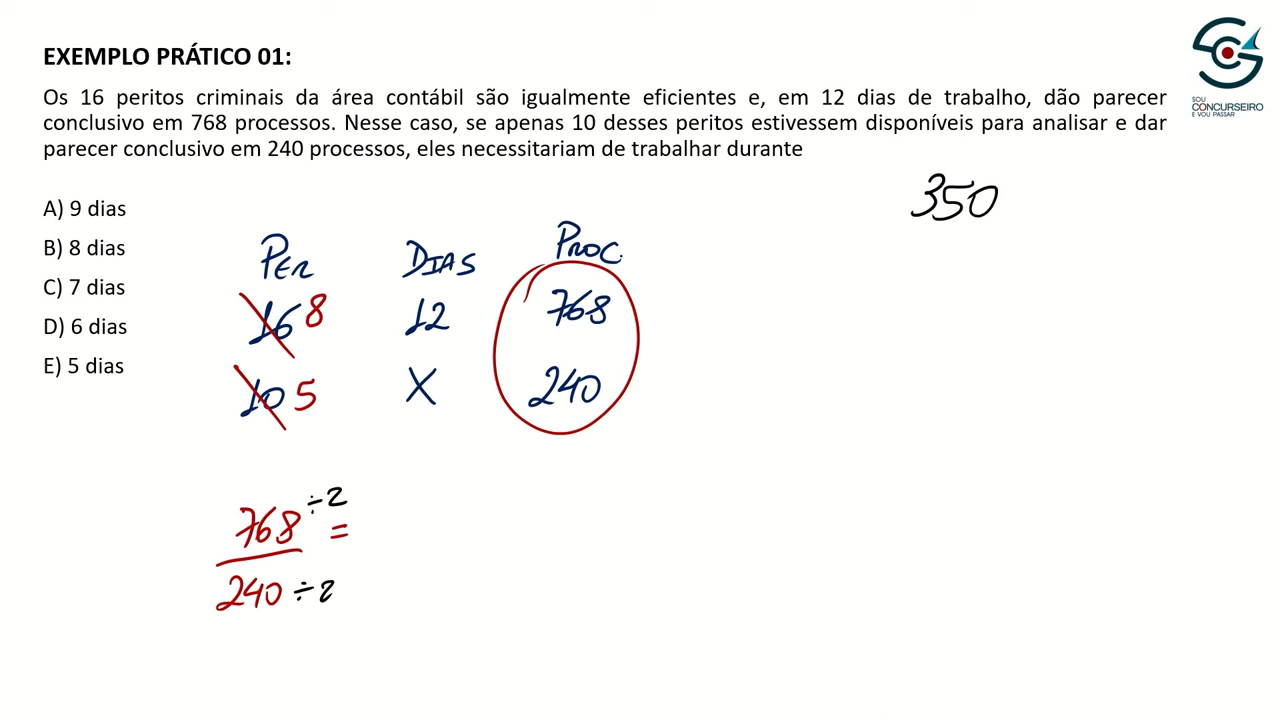 EXEMPLO PRÁTICO 01:
Os 16 peritos criminais da área contábil são igualmente eficientes e, em 12 dias de trabalho, dão parecer
conclusivo em 768 processos. Nesse caso, se apenas 10 desses peritos estivessem disponíveis para analisar e dar
parecer conclusivo em 240 processos, eles necessitariam de trabalhar durante
SOU
CONCURSEIRO
E VOU PASSAR
350
A) 9 dias
B) 8 dias
C) 7 dias
D) 6 dias
E) 5 dias
PER DIAS PROC.
16 8 12 768
10 5 X 240
768 ÷2 =
240 ÷2